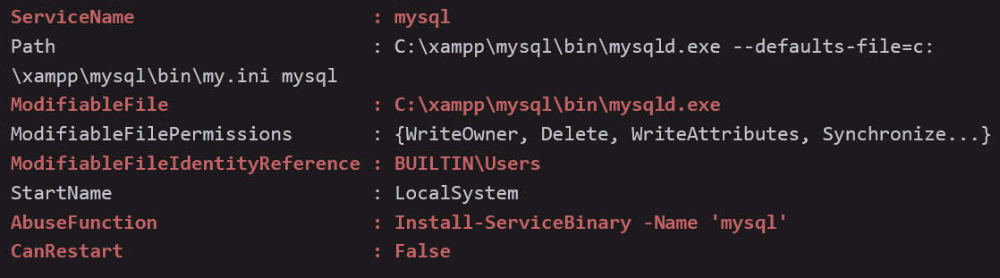 ServiceName                      : mysql
Path                             : C:\xampp\mysql\bin\mysqld.exe --defaults-file=c:
\xampp\mysql\bin\my.ini mysql
ModifiableFile                   : C:\xampp\mysql\bin\mysqld.exe
ModifiableFilePermissions        : {WriteOwner, Delete, WriteAttributes, Synchronize...}
ModifiableFileIdentityReference : BUILTIN\Users
StartName                        : LocalSystem
AbuseFunction                    : Install-ServiceBinary -Name 'mysql'
CanRestart                       : False